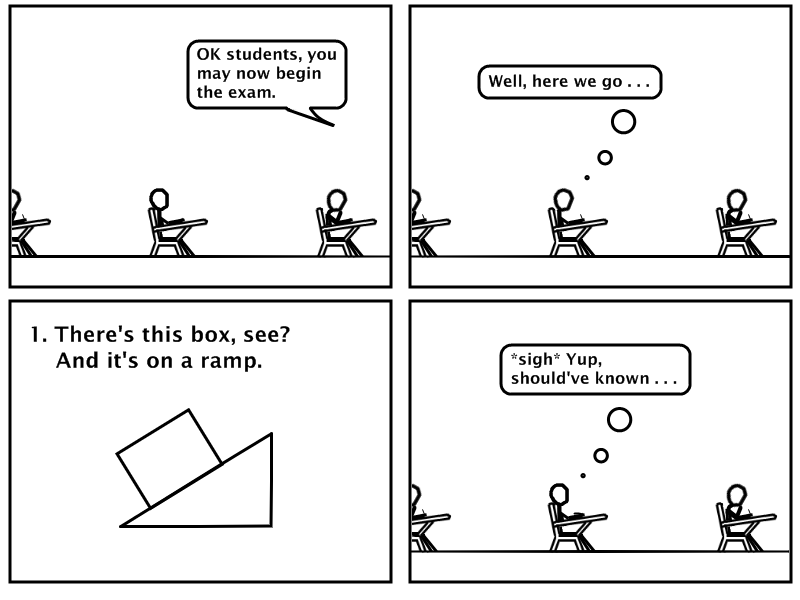 OK students, you
may now begin
the exam.
Well, here we go . . .
1. There's this box, see?
And it's on a ramp.
*sigh* Yup,
should've known . . .